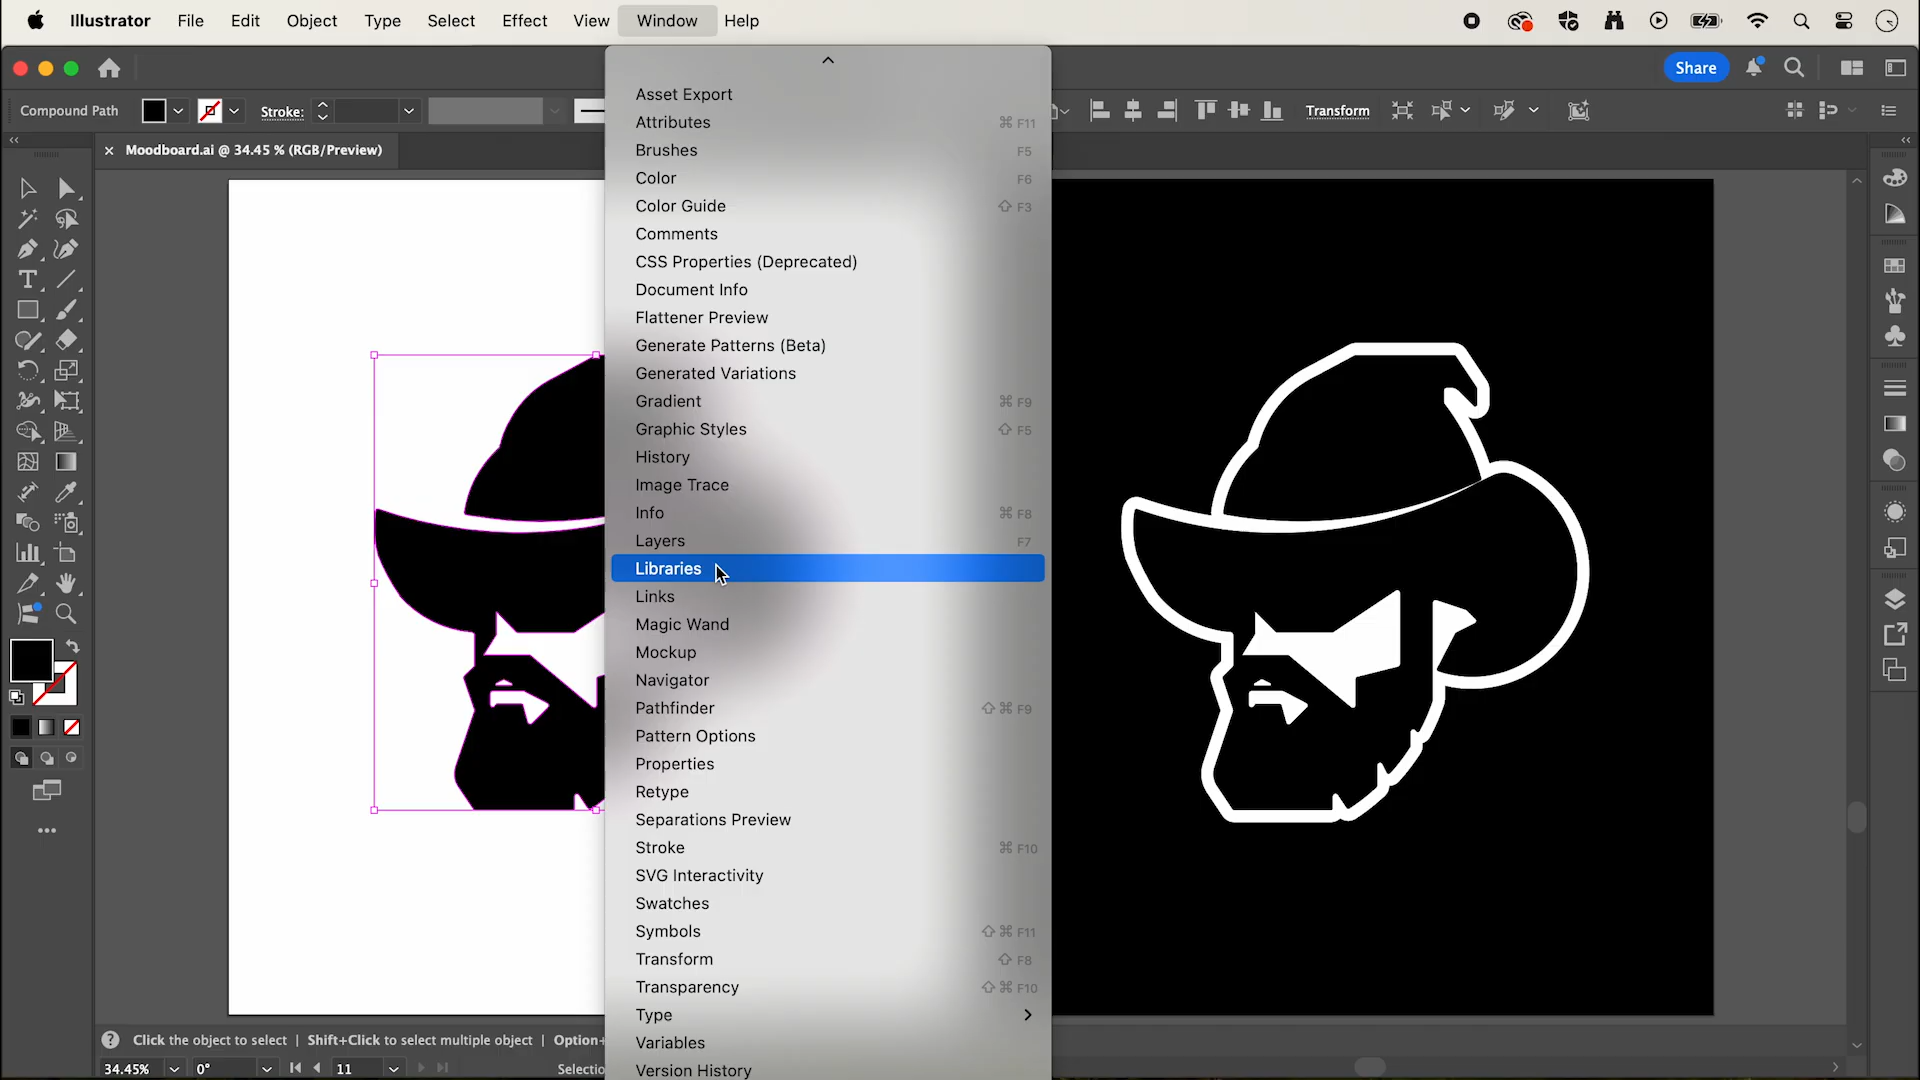 Illustrator File Edit Object Type Select Effect View Window Help
Share
Compound Path Stroke: Transform
× Moodboard.ai @ 34.45 % (RGB/Preview)
Asset Export
Attributes ⌘ F11
Brushes F5
Color F6
Color Guide ⇧ F3
Comments
CSS Properties (Deprecated)
Document Info
Flattener Preview
Generate Patterns (Beta)
Generated Variations
Gradient ⌘ F9
Graphic Styles ⇧ F5
History
Image Trace
Info ⌘ F8
Layers F7
Libraries
Links
Magic Wand
Mockup
Navigator
Pathfinder ⇧ ⌘ F9
Pattern Options
Properties
Retype
Separations Preview
Stroke ⌘ F10
SVG Interactivity
Swatches
Symbols ⇧ ⌘ F11
Transform ⇧ F8
Transparency ⇧ ⌘ F10
Type
Variables
Version History
Click the object to select | Shift+Click to select multiple object | Option+
34.45% 0° 11 Selectio